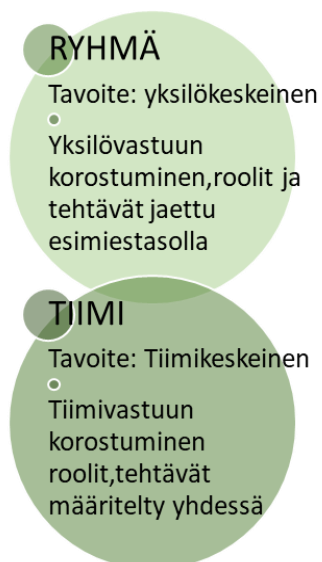 RYHMÄ
Tavoite: yksilökeskeinen
Yksilövastuun
korostuminen,roolit ja
tehtävät jaettu
esimiestasolla
TIIMI
Tavoite: Tiimikeskeinen
Tiimivastuun
korostuminen
roolit,tehtävät
määritelty yhdessä